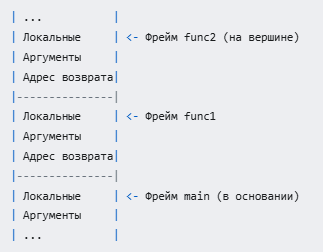 | ...          |
| Локальные    | <- Фрейм func2 (на вершине)
| Аргументы    |
| Адрес возврата|
|---------------|
| Локальные    | <- Фрейм func1
| Аргументы    |
| Адрес возврата|
|---------------|
| Локальные    | <- Фрейм main (в основании)
| Аргументы    |
| ...          |